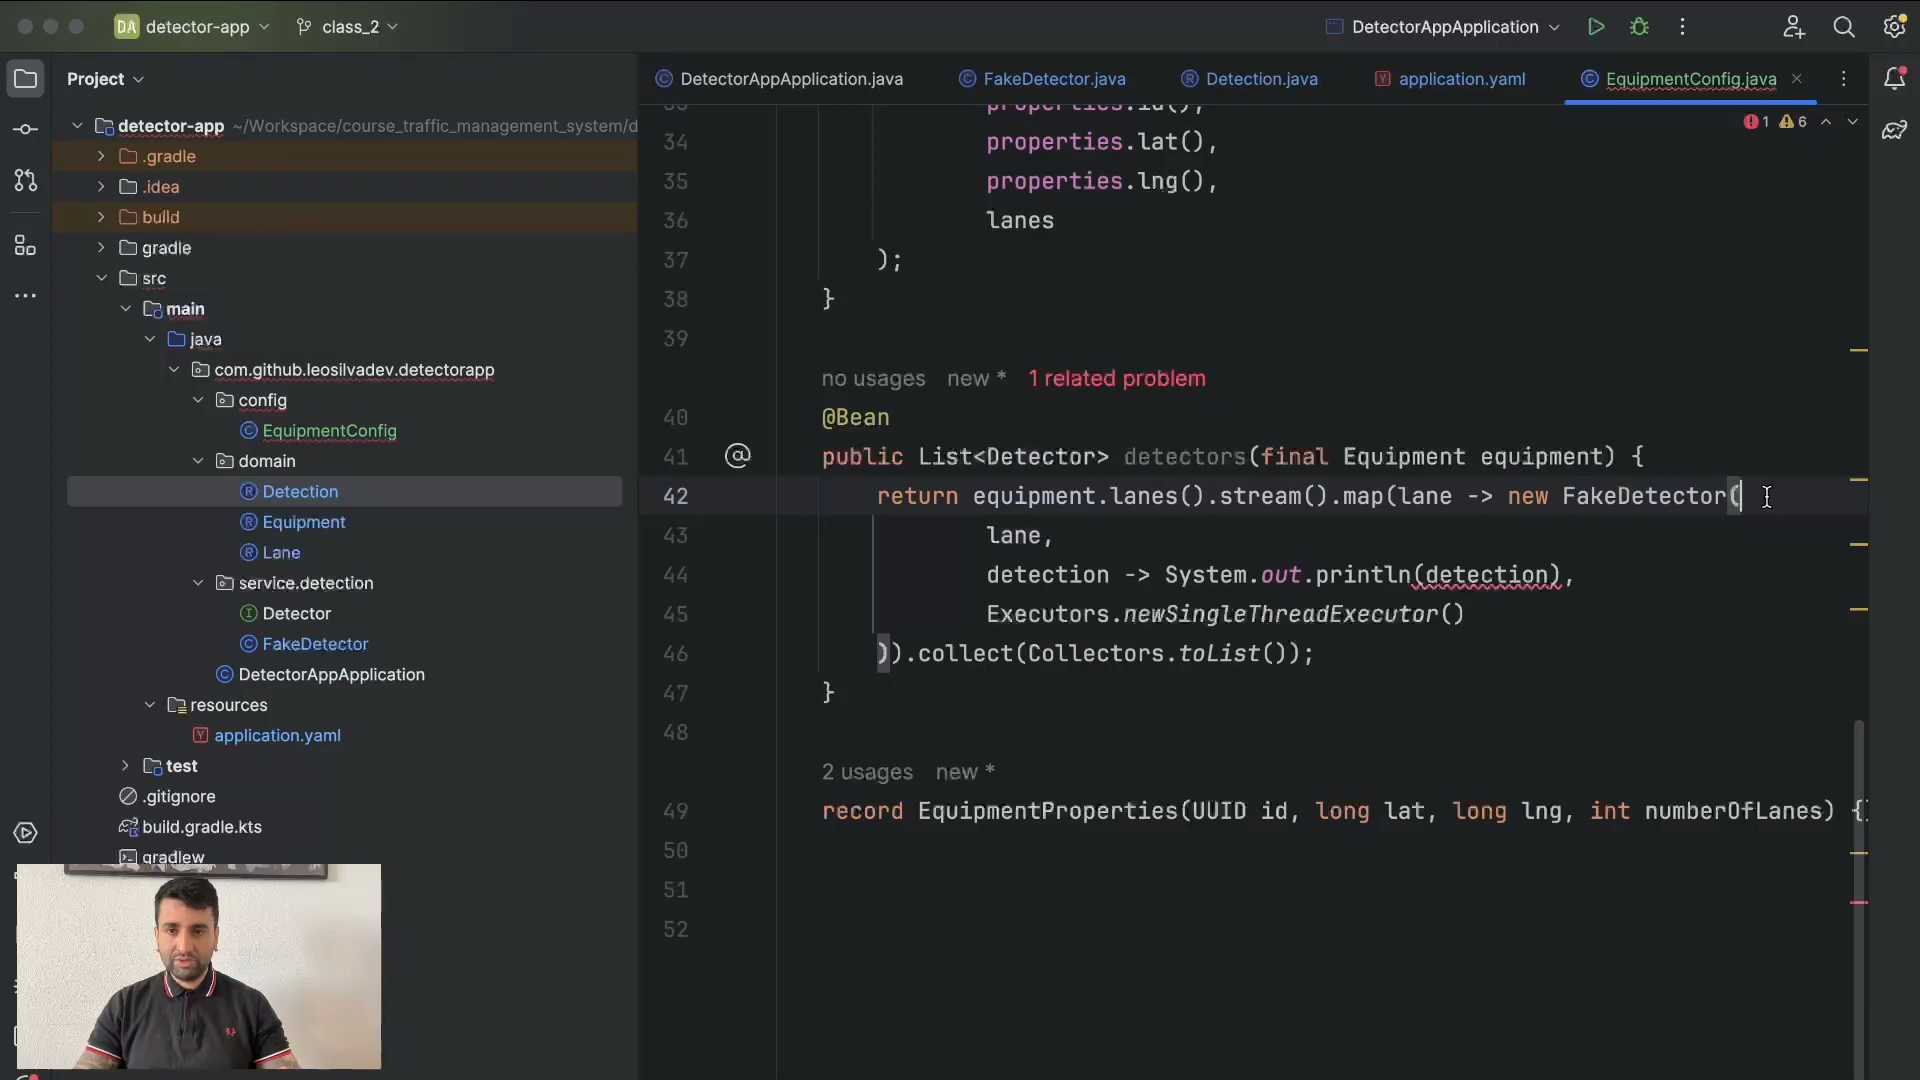 DA detector-app
class_2
DetectorAppApplication
Project
DetectorAppApplication.java
FakeDetector.java
Detection.java
application.yaml
EquipmentConfig.java
detector-app ~/Workspace/course_traffic_management_system/d
.gradle
.idea
build
gradle
src
main
java
com.github.leosilvadev.detectorapp
config
EquipmentConfig
domain
Detection
Equipment
Lane
service.detection
Detector
FakeDetector
DetectorAppApplication
resources
application.yaml
test
.gitignore
build.gradle.kts
gradlew
1 6
properties.id(),
34 properties.lat(),
35 properties.lng(),
36 lanes
37 );
38 }
39
no usages new * 1 related problem
40 @Bean
41 public List<Detector> detectors(final Equipment equipment) {
42 return equipment.lanes().stream().map(lane -> new FakeDetector(
43 lane,
44 detection -> System.out.println(detection),
45 Executors.newSingleThreadExecutor()
46 )).collect(Collectors.toList());
47 }
48
2 usages new *
49 record EquipmentProperties(UUID id, long lat, long lng, int numberOfLanes) {}
50
51
52